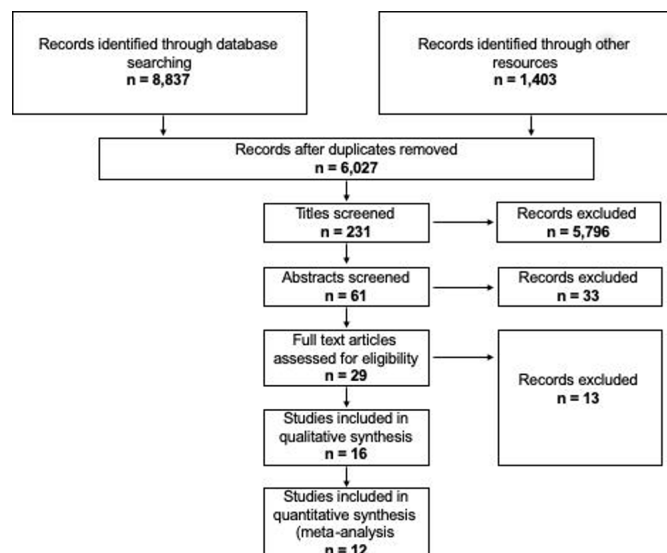 Records identified through database
searching
n = 8,837
Records identified through other
resources
n = 1,403
Records after duplicates removed
n = 6,027
Titles screened
n = 231
Records excluded
n = 5,796
Abstracts screened
n = 61
Records excluded
n = 33
Full text articles
assessed for eligibility
n = 29
Records excluded
n = 13
Studies included in
qualitative synthesis
n = 16
Studies included in
quantitative synthesis
(meta-analysis
n = 12